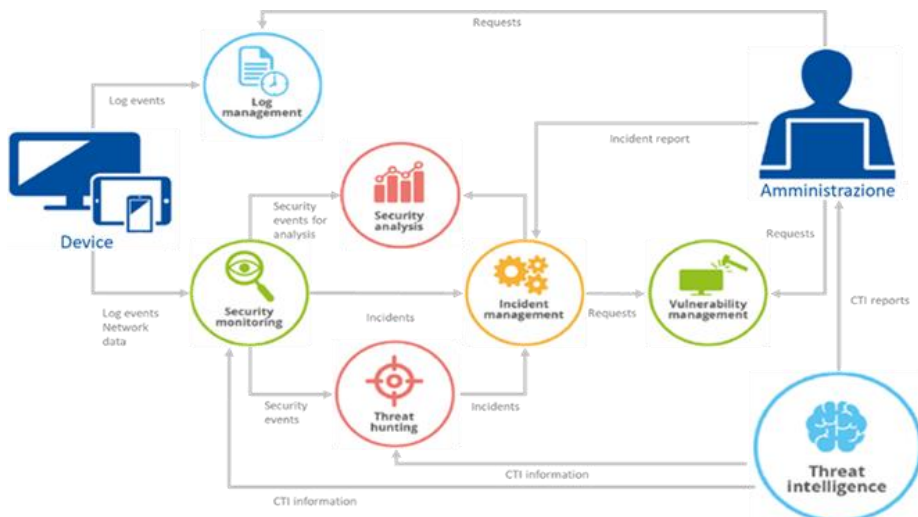 Requests
Log events
Log
management
Incident report
Amministrazione
Device
Security
events for
analysis
Security
analysis
Requests
Log events
Network
data
Security
monitoring
Incidents
Incident
management
Requests
Vulnerability
management
CTI reports
Security
events
Threat
hunting
Incidents
CTI information
CTI information
Threat
intelligence